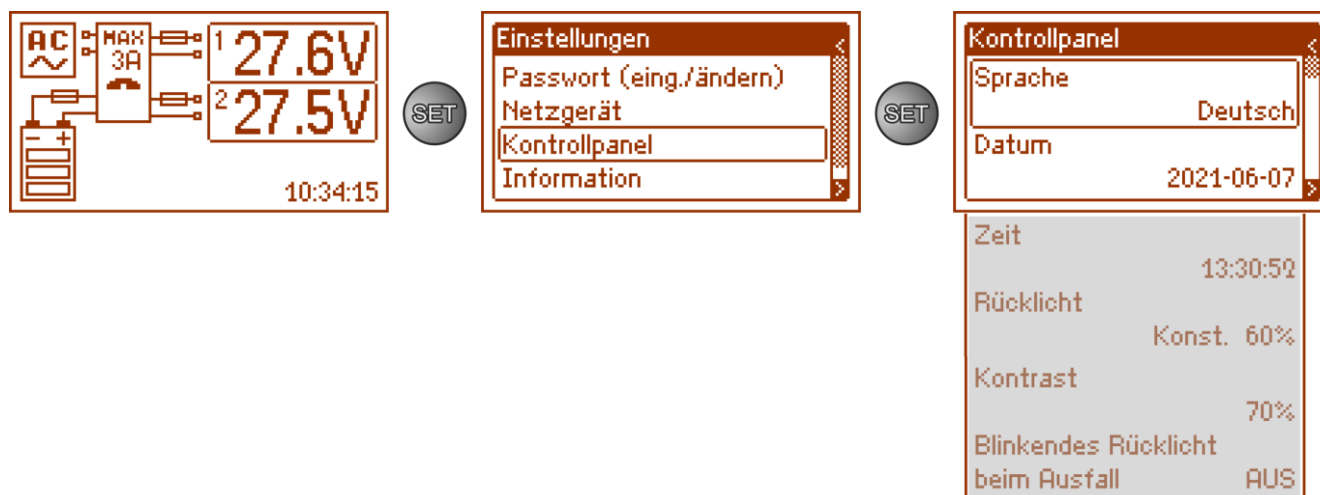 AC
MAX
3A
1 27.6V
2 27.5V
- +
10:34:15
SET
Einstellungen
Passwort (eing./ändern)
Netzgerät
Kontrollpanel
Information
SET
Kontrollpanel
Sprache
Deutsch
Datum
2021-06-07
Zeit
13:30:59
Rücklicht
Konst. 60%
Kontrast
70%
Blinkendes Rücklicht
beim Ausfall AUS